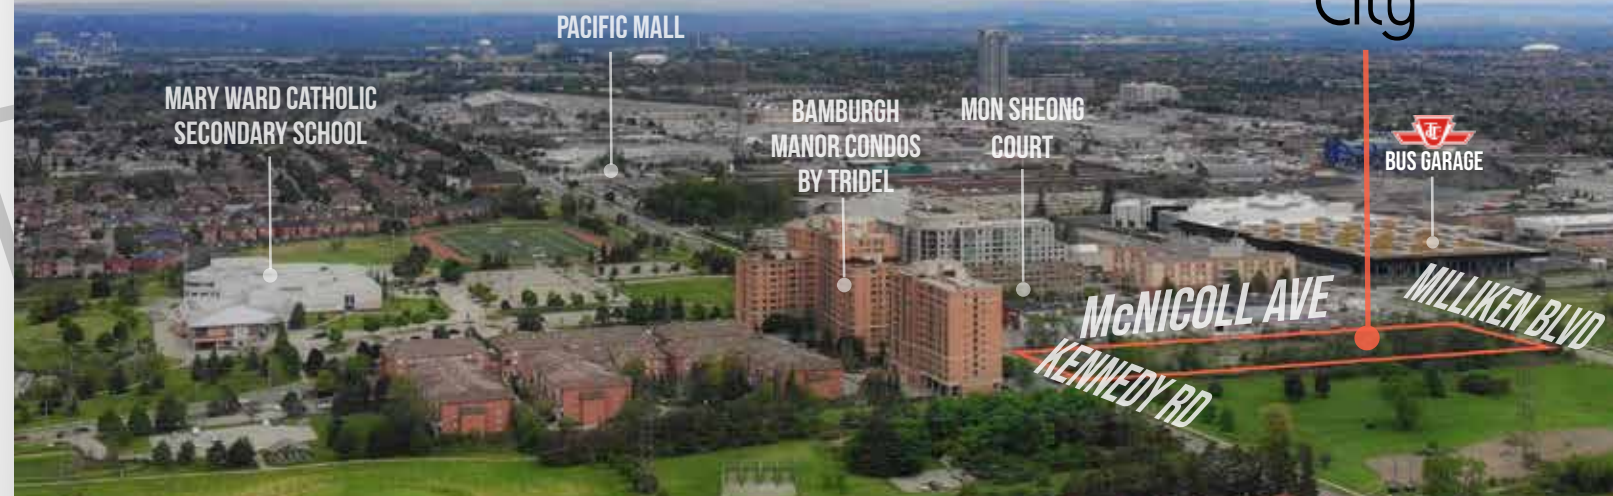 City
PACIFIC MALL
MARY WARD CATHOLIC
SECONDARY SCHOOL
BAMBURGH
MANOR CONDOS
BY TRIDEL
MON SHEONG
COURT
TTC
BUS GARAGE
McNICOLL AVE
MILLIKEN BLVD
KENNEDY RD